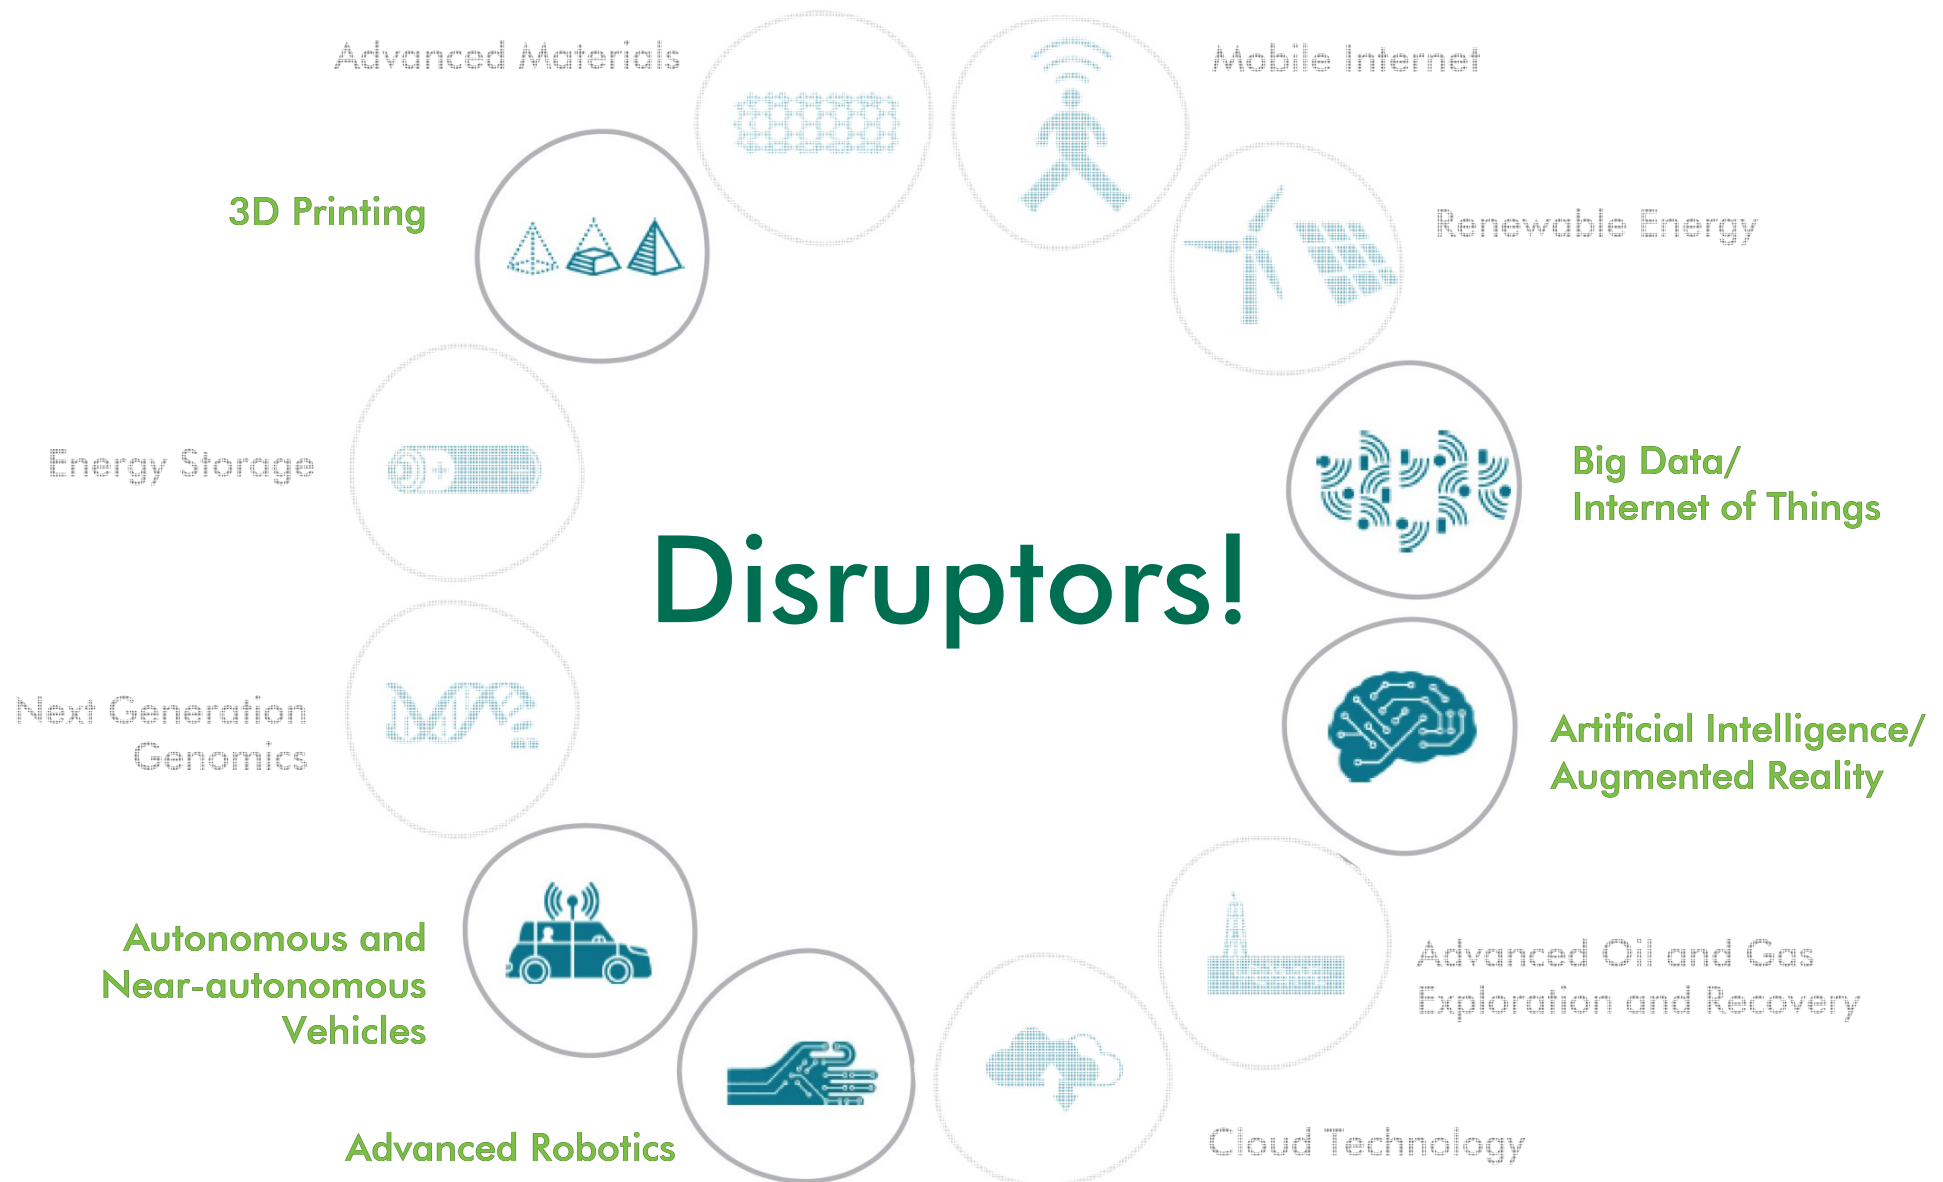 Advanced Materials
Mobile Internet
3D Printing
Renewable Energy
Energy Storage
Big Data/
Internet of Things
Disruptors!
Next Generation
Genomics
Artificial Intelligence/
Augmented Reality
Autonomous and
Near-autonomous
Vehicles
Advanced Oil and Gas
Exploration and Recovery
Advanced Robotics
Cloud Technology